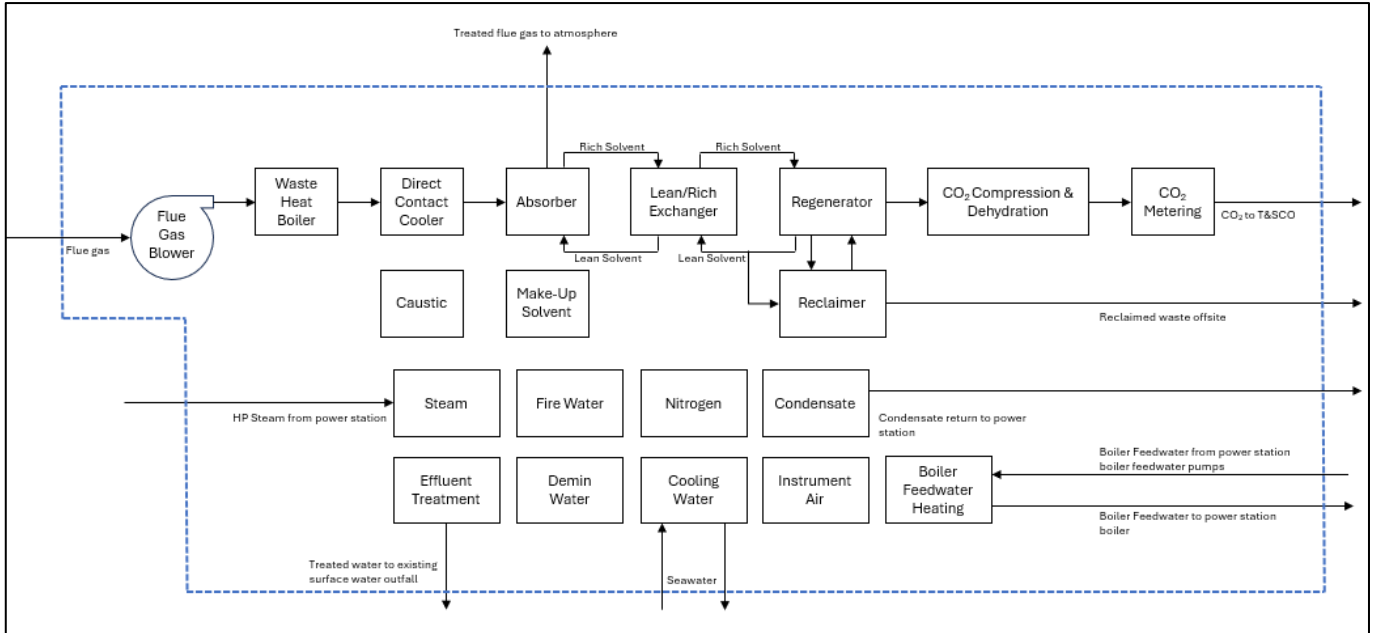 Treated flue gas to atmosphere
Rich Solvent
Rich Solvent
Waste
Heat
Boiler
Direct
Contact
Cooler
Absorber
Lean/Rich
Exchanger
Regenerator
CO₂ Compression &
Dehydration
CO₂
Metering
CO₂ to T&SCO
Flue
Gas
Blower
Flue gas
Lean Solvent
Lean Solvent
Caustic
Make-Up
Solvent
Reclaimer
Reclaimed waste offsite
HP Steam from power station
Steam
Fire Water
Nitrogen
Condensate
Condensate return to power
station
Boiler Feedwater from power station
boiler feedwater pumps
Effluent
Treatment
Demin
Water
Cooling
Water
Instrument
Air
Boiler
Feedwater
Heating
Boiler Feedwater to power station
boiler
Treated water to existing
surface water outfall
Seawater